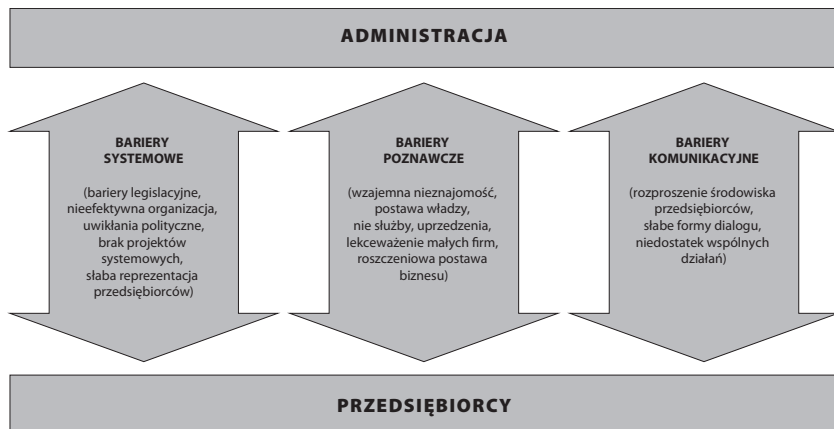 ADMINISTRACJA
BARIERY
SYSTEMOWE
(bariery legislacyjne,
nieefektywna organizacja,
uwikłania polityczne,
brak projektów
systemowych,
słaba reprezentacja
przedsiębiorców)
BARIERY
POZNAWCZE
(wzajemna nieznajomość,
postawa władzy,
nie służby, uprzedzenia,
lekceważenie małych firm,
roszczeniowa postawa
biznesu)
BARIERY
KOMUNIKACYJNE
(rozproszenie środowiska
przedsiębiorców,
słabe formy dialogu,
niedostatek wspólnych
działań)
PRZEDSIĘBIORCY